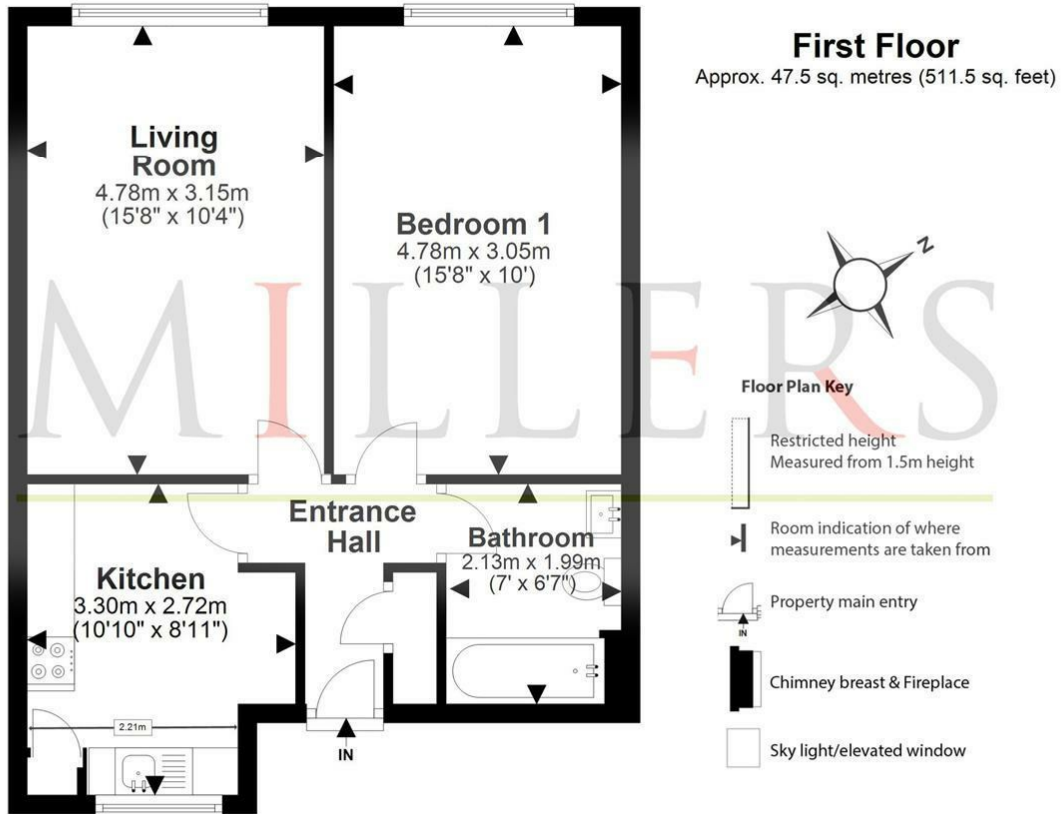 First Floor
Approx. 47.5 sq. metres (511.5 sq. feet)
Living
Room
4.78m x 3.15m
(15'8" x 10'4")
Bedroom 1
4.78m x 3.05m
(15'8" x 10')
N
MILLERS
Floor Plan Key
Restricted height
Measured from 1.5m height
Room indication of where
measurements are taken from
Property main entry
IN
Chimney breast & Fireplace
Sky light/elevated window
Entrance
Hall
Bathroom
2.13m x 1.99m
(7' x 6'7")
Kitchen
3.30m x 2.72m
(10'10" x 8'11")
2.21m
IN